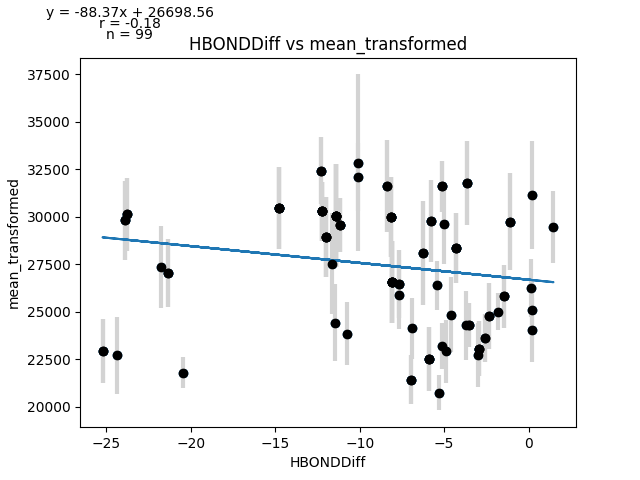 y = -88.37x + 26698.56
r = -0.18
n = 99
HBONDDiff vs mean_transformed
37500
35000
32500
30000
27500
25000
22500
20000
mean_transformed
−25
−20
−15
−10
−5
0
HBONDDiff